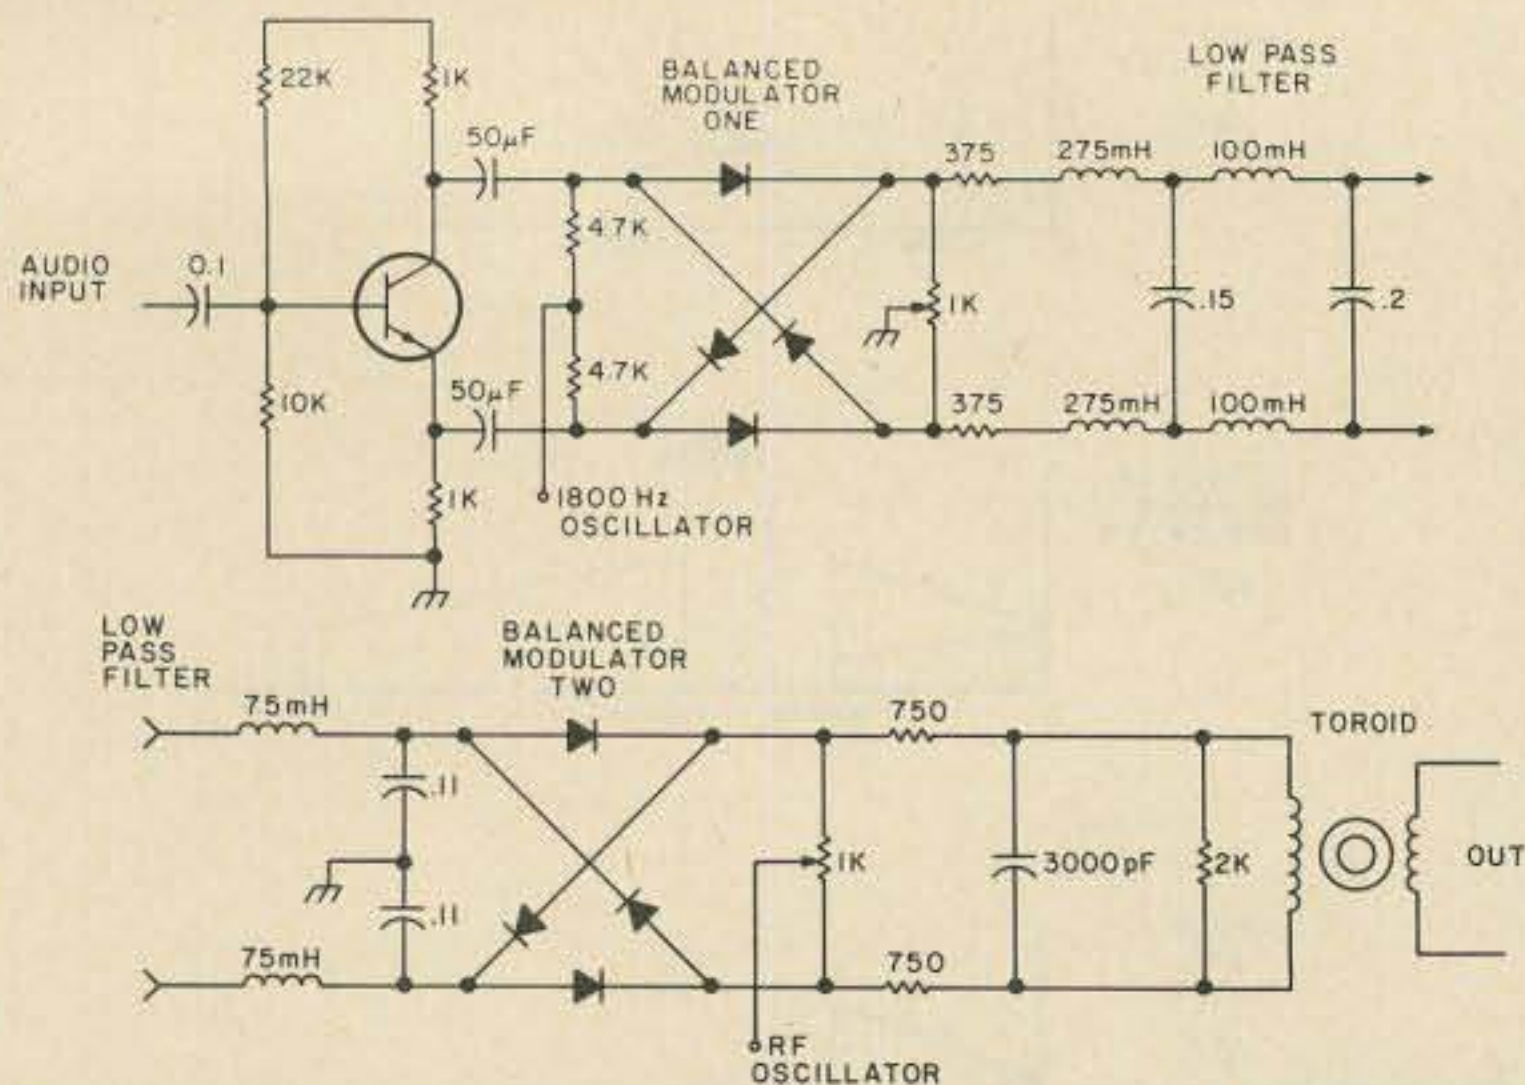 22K
1K
50µF
BALANCED
MODULATOR
ONE
LOW PASS
FILTER
375
275mH
100mH
4.7K
AUDIO
INPUT
0.1
1K
.15
.2
4.7K
10K
50µF
375
275mH
100mH
1K
1800 Hz
OSCILLATOR
LOW
PASS
FILTER
BALANCED
MODULATOR
TWO
75mH
750
TOROID
.11
1K
3000pF
2K
OUT
.11
75mH
750
RF
OSCILLATOR